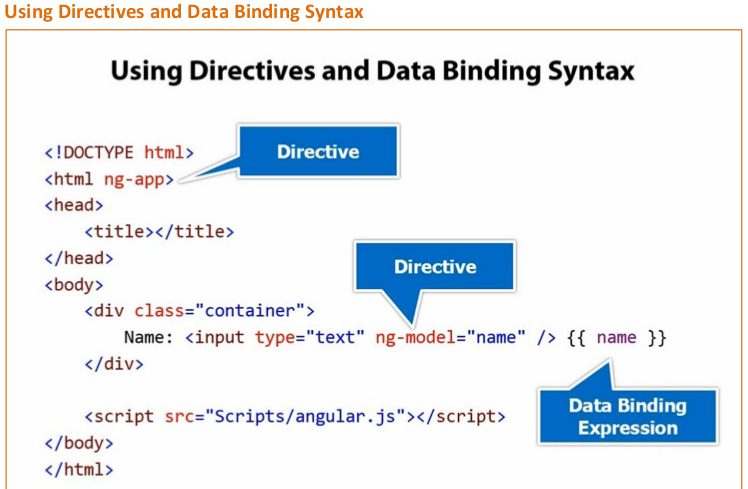 Using Directives and Data Binding Syntax
Using Directives and Data Binding Syntax
Directive
<!DOCTYPE html>
<html ng-app>
<head>
<title></title>
</head>
Directive
<body>
<div class="container">
Name: <input type="text" ng-model="name" /> {{ name }}
</div>
Data Binding
Expression
<script src="Scripts/angular.js"></script>
</body>
</html>